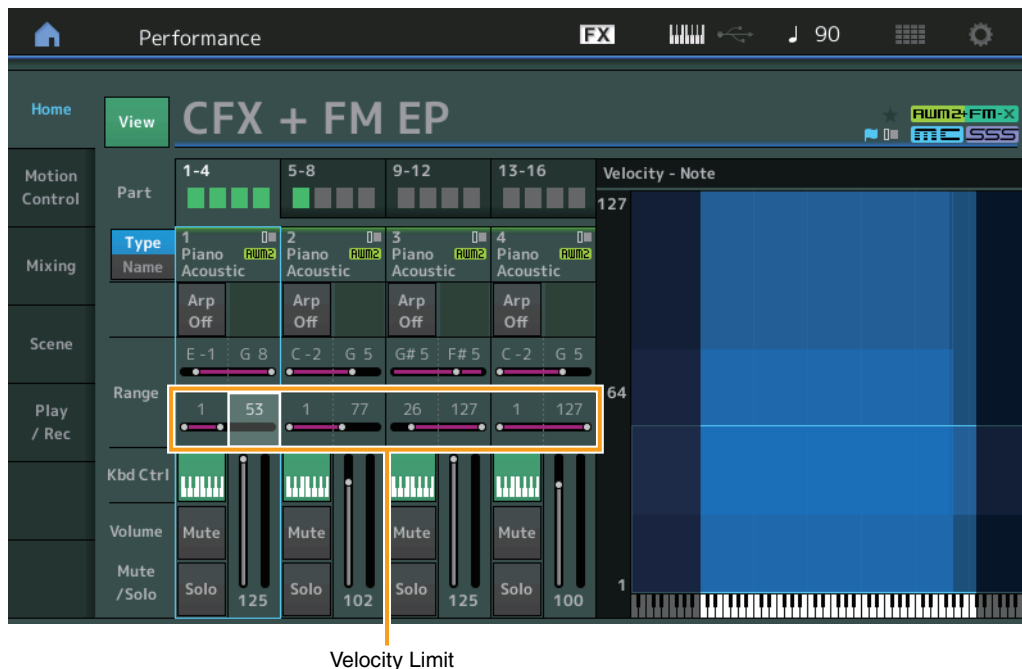 Performance
FX
♩ 90
Home
View
CFX + FM EP
AWM2+FM-X
MC SSS
Motion
Control
Part
1-4
5-8
9-12
13-16
Velocity - Note
127
Mixing
Type
Name
1
Piano
AWM2
Acoustic
2
Piano
AWM2
Acoustic
3
Piano
AWM2
Acoustic
4
Piano
AWM2
Acoustic
Arp
Off
Arp
Off
Arp
Off
Arp
Off
Scene
Range
E -1 G 8
C -2 G 5
G# 5 F# 5
C -2 G 5
64
1 53
1 77
26 127
1 127
Play
/ Rec
Kbd Ctrl
Volume
Mute
Mute
Mute
Mute
Mute
/Solo
Solo
125
Solo
102
Solo
125
Solo
100
1
Velocity Limit